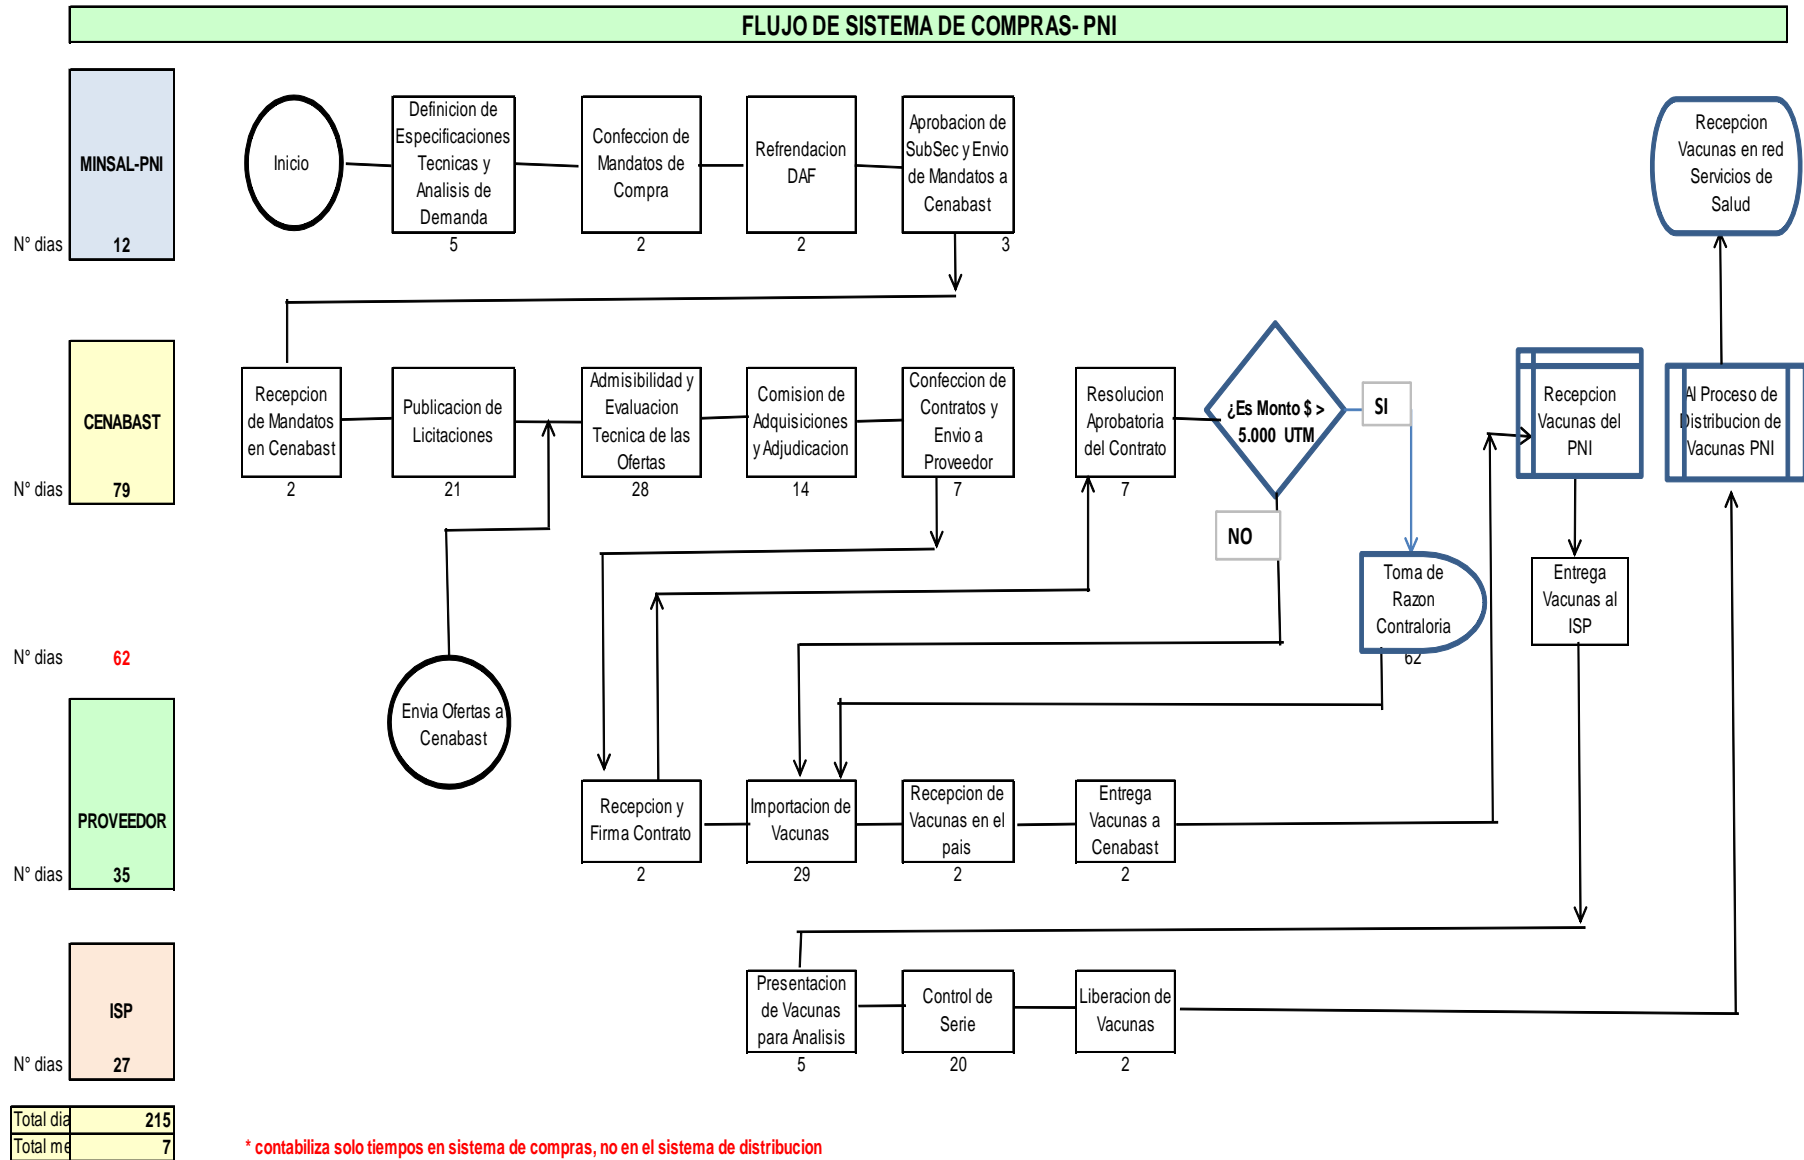 FLUJO DE SISTEMA DE COMPRAS- PNI
MINSAL-PNI
N° dias
12
Inicio
Definicion de
Especificaciones
Tecnicas y
Analisis de
Demanda
5
Confeccion de
Mandatos de
Compra
2
Refrendacion
DAF
2
Aprobacion de
SubSec y Envio
de Mandatos a
Cenabast
3
Recepcion
Vacunas en red
Servicios de
Salud
CENABAST
N° dias
79
Recepcion
de Mandatos
en Cenabast
2
Publicacion de
Licitaciones
21
Admisibilidad y
Evaluacion
Tecnica de las
Ofertas
28
Comision de
Adquisiciones
y Adjudicacion
14
Confeccion de
Contratos y
Envio a
Proveedor
7
Resolucion
Aprobatoria
del Contrato
7
¿Es Monto $ >
5.000 UTM
SI
NO
Recepcion
Vacunas del
PNI
Al Proceso de
Distribucion de
Vacunas PNI
Toma de
Razon
Contraloria
62
Entrega
Vacunas al
ISP
N° dias
62
Envia Ofertas a
Cenabast
PROVEEDOR
N° dias
35
Recepcion y
Firma Contrato
2
Importacion de
Vacunas
29
Recepcion de
Vacunas en el
pais
2
Entrega
Vacunas a
Cenabast
2
ISP
N° dias
27
Presentacion
de Vacunas
para Analisis
5
Control de
Serie
20
Liberacion de
Vacunas
2
Total dia 215
Total me 7
* contabiliza solo tiempos en sistema de compras, no en el sistema de distribucion